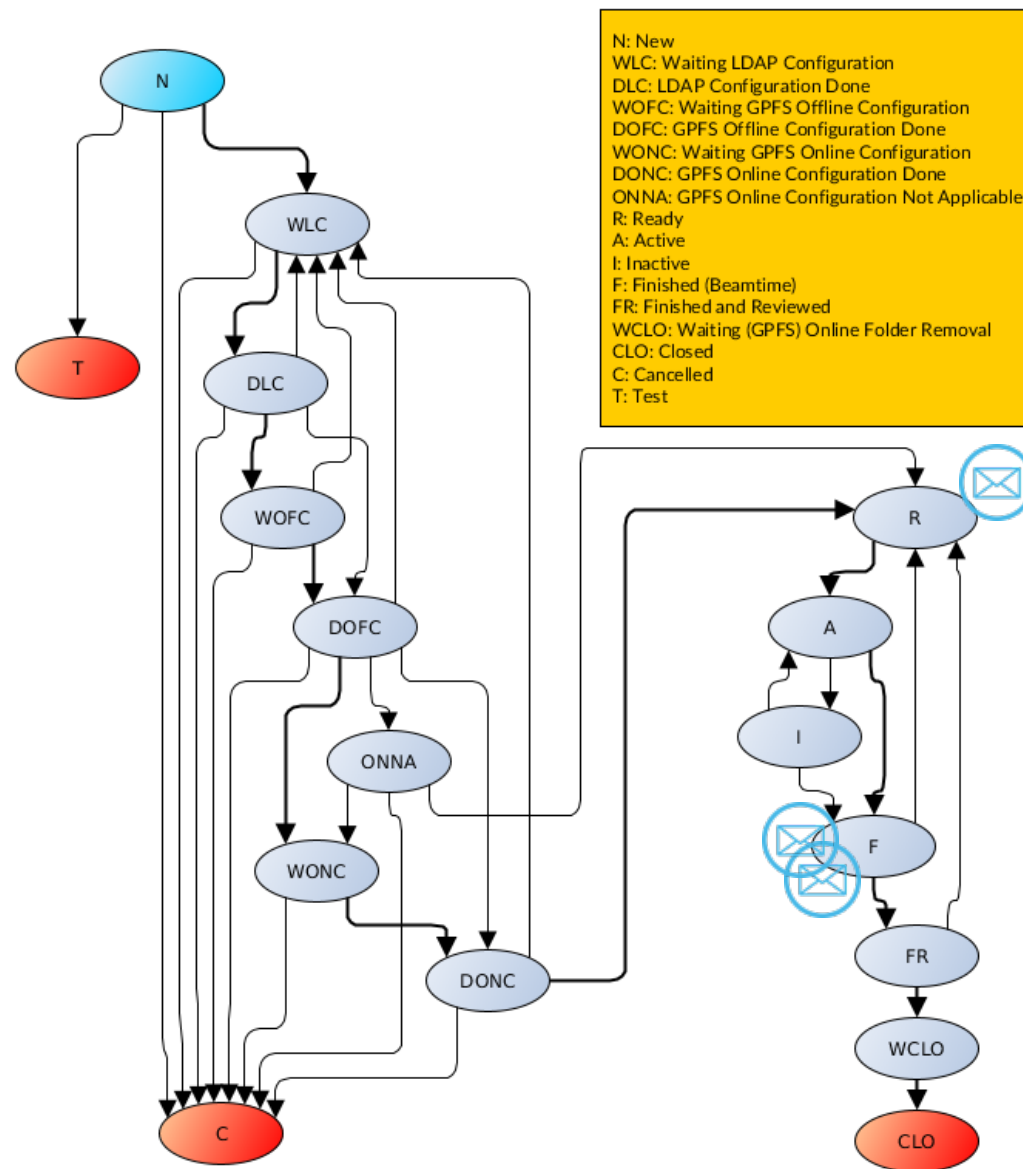 N: New
WLC: Waiting LDAP Configuration
DLC: LDAP Configuration Done
WOFC: Waiting GPFS Offline Configuration
DOFC: GPFS Offline Configuration Done
WONC: Waiting GPFS Online Configuration
DONC: GPFS Online Configuration Done
ONNA: GPFS Online Configuration Not Applicable
R: Ready
A: Active
I: Inactive
F: Finished (Beamtime)
FR: Finished and Reviewed
WCLO: Waiting (GPFS) Online Folder Removal
CLO: Closed
C: Cancelled
T: Test
N
WLC
T
DLC
WOFC
R
DOFC
A
I
ONNA
F
WONC
FR
DONC
WCLO
C
CLO